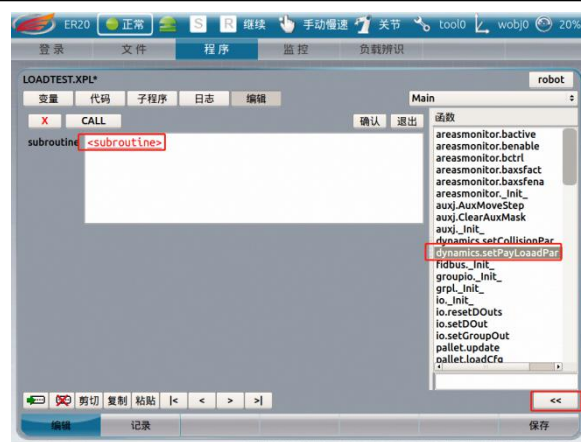 ER20 正常 S R 继续 手动慢速 关节 tool0 wobj0 20%
登录 文件 程序 监控 负载辨识
LOADTEST.XPL* robot
变量 代码 子程序 日志 编辑 Main
X CALL 确认 退出 函数
subroutine <subroutine>
areasmonitor.bactive
areasmonitor.benable
areasmonitor.bctrl
areasmonitor.baxsfact
areasmonitor.baxsfena
areasmonitor._Init_
auxj.AuxMoveStep
auxj.ClearAuxMask
auxj._Init_
dynamics.setCollisionPar
dynamics.setPayLoaadPar
fidbus._Init_
groupio._Init_
grpl._Init_
io._Init_
io.resetDOuts
io.setDOut
io.setGroupOut
pallet.update
pallet.loadCfg
剪切 复制 粘贴 |< < > >| <<
编辑 记录 保存